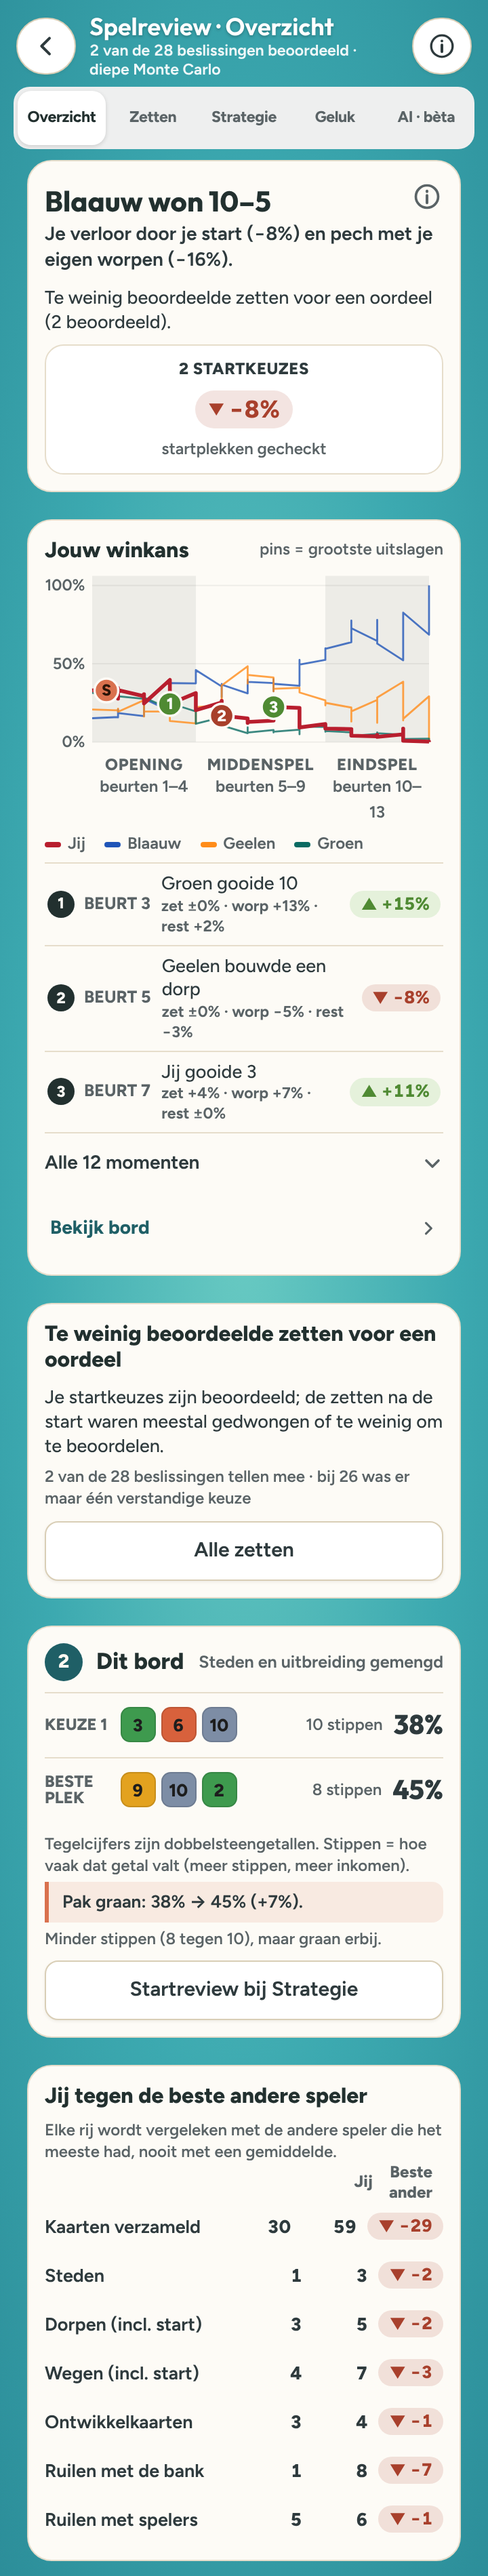 Spelreview · Overzicht
2 van de 28 beslissingen beoordeeld ·
diepe Monte Carlo
Overzicht Zetten Strategie Geluk AI · bèta
Blaauw won 10–5
Je verloor door je start (−8%) en pech met je
eigen worpen (−16%).
Te weinig beoordeelde zetten voor een oordeel
(2 beoordeeld).
2 STARTKEUZES
▼ −8%
startplekken gecheckt
Jouw winkans pins = grootste uitslagen
100%
50%
0%
S 1 2 3
OPENING MIDDENSPEL EINDSPEL
beurten 1–4 beurten 5–9 beurten 10–
13
Jij Blaauw Geelen Groen
1 BEURT 3 Groen gooide 10
zet ±0% · worp +13% ·
rest +2%
▲ +15%
2 BEURT 5 Geelen bouwde een
dorp
zet ±0% · worp −5% · rest
−3%
▼ −8%
3 BEURT 7 Jij gooide 3
zet +4% · worp +7% ·
rest ±0%
▲ +11%
Alle 12 momenten
Bekijk bord
Te weinig beoordeelde zetten voor een
oordeel
Je startkeuzes zijn beoordeeld; de zetten na de
start waren meestal gedwongen of te weinig om
te beoordelen.
2 van de 28 beslissingen tellen mee · bij 26 was er
maar één verstandige keuze
Alle zetten
2 Dit bord Steden en uitbreiding gemengd
KEUZE 1 3 6 10 10 stippen 38%
BESTE
PLEK 9 10 2 8 stippen 45%
Tegelcijfers zijn dobbelsteengetallen. Stippen = hoe
vaak dat getal valt (meer stippen, meer inkomen).
Pak graan: 38% → 45% (+7%).
Minder stippen (8 tegen 10), maar graan erbij.
Startreview bij Strategie
Jij tegen de beste andere speler
Elke rij wordt vergeleken met de andere speler die het
meeste had, nooit met een gemiddelde.
Jij Beste
ander
Kaarten verzameld 30 59 ▼ −29
Steden 1 3 ▼ −2
Dorpen (incl. start) 3 5 ▼ −2
Wegen (incl. start) 4 7 ▼ −3
Ontwikkelkaarten 3 4 ▼ −1
Ruilen met de bank 1 8 ▼ −7
Ruilen met spelers 5 6 ▼ −1